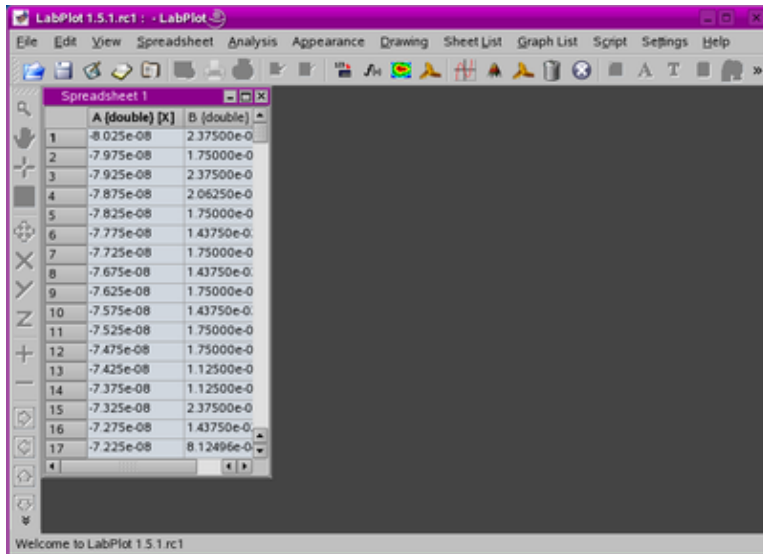 LabPlot 1.5.1.rc1 : - LabPlot
File Edit View Spreadsheet Analysis Appearance Drawing Sheet List Graph List Script Settings Help
Spreadsheet 1
A {double} [X] B {double}
1 -8.025e-08 2.37500e-0
2 -7.975e-08 1.75000e-0
3 -7.925e-08 2.37500e-0
4 -7.875e-08 2.06250e-0
5 -7.825e-08 1.75000e-0
6 -7.775e-08 1.43750e-0
7 -7.725e-08 1.75000e-0
8 -7.675e-08 1.43750e-0
9 -7.625e-08 1.75000e-0
10 -7.575e-08 1.43750e-0
11 -7.525e-08 1.75000e-0
12 -7.475e-08 1.75000e-0
13 -7.425e-08 1.12500e-0
14 -7.375e-08 1.12500e-0
15 -7.325e-08 2.37500e-0
16 -7.275e-08 1.43750e-0
17 -7.225e-08 8.12496e-0
Welcome to LabPlot 1.5.1.rc1